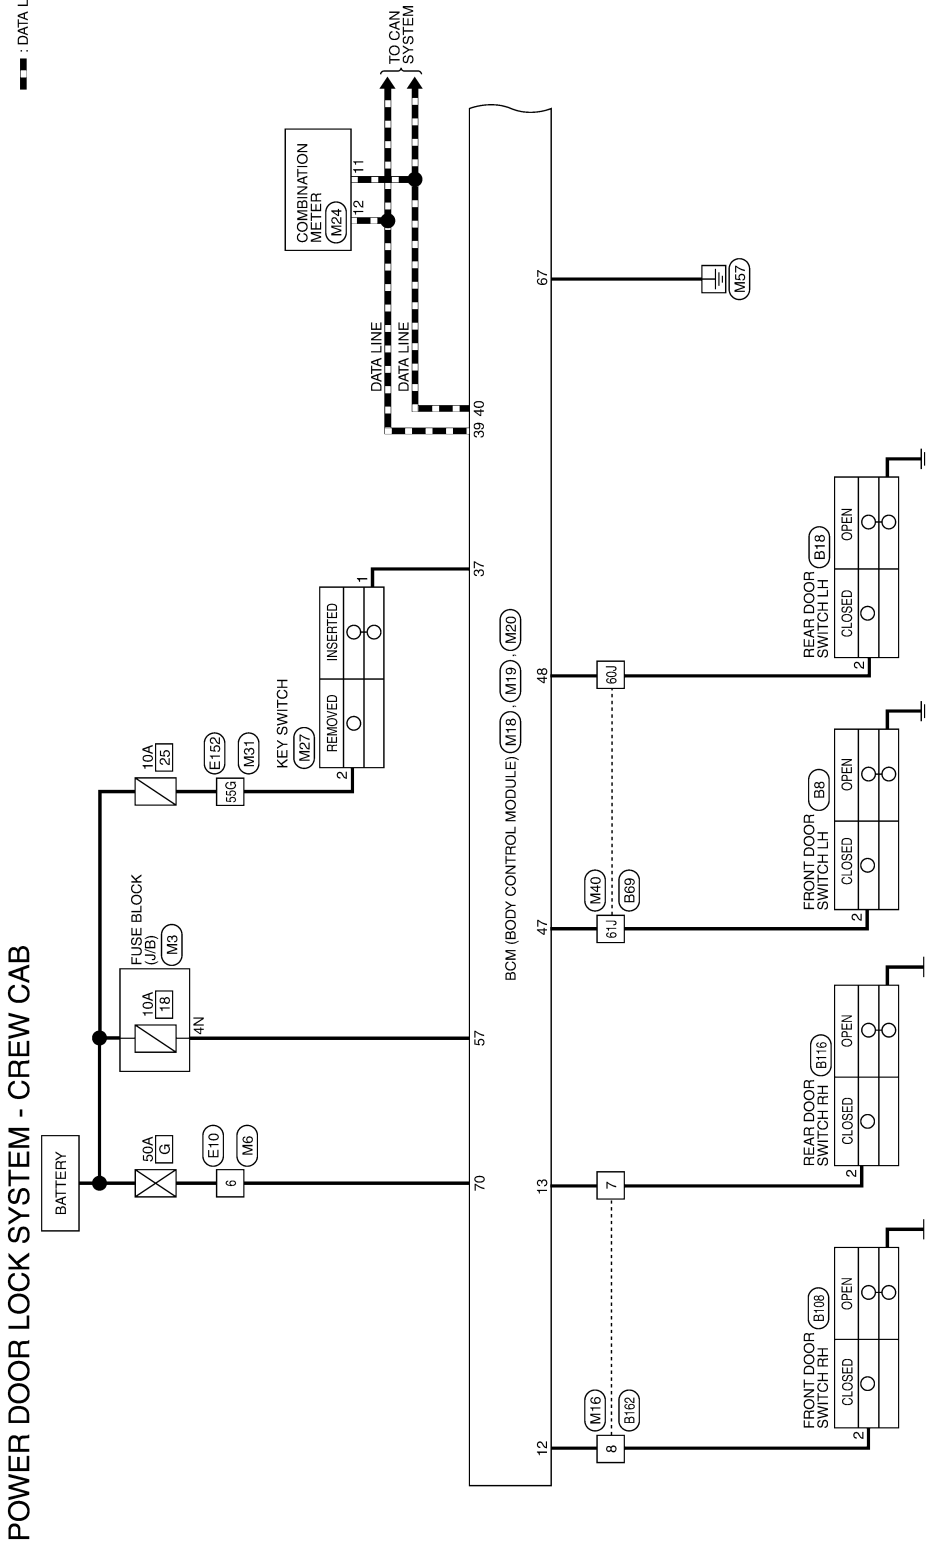 POWER DOOR LOCK SYSTEM - CREW CAB
: DATA L
BATTERY
50A
G
E10
6
M6
70
FUSE BLOCK
(J/B)
M3
10A
18
4N
57
10A
25
E152
55G
M31
KEY SWITCH
M27
REMOVED
INSERTED
2
1
37
DATA LINE
DATA LINE
39
40
COMBINATION
METER
M24
12
11
TO CAN
SYSTEM
BCM (BODY CONTROL MODULE) M18 , M19 , M20
12
13
47
48
67
M16
8
B162
7
M40
61J
B69
60J
M57
FRONT DOOR
SWITCH RH
B108
CLOSED
OPEN
2
REAR DOOR
SWITCH RH
B116
CLOSED
OPEN
2
FRONT DOOR
SWITCH LH
B8
CLOSED
OPEN
2
REAR DOOR
SWITCH LH
B18
CLOSED
OPEN
2